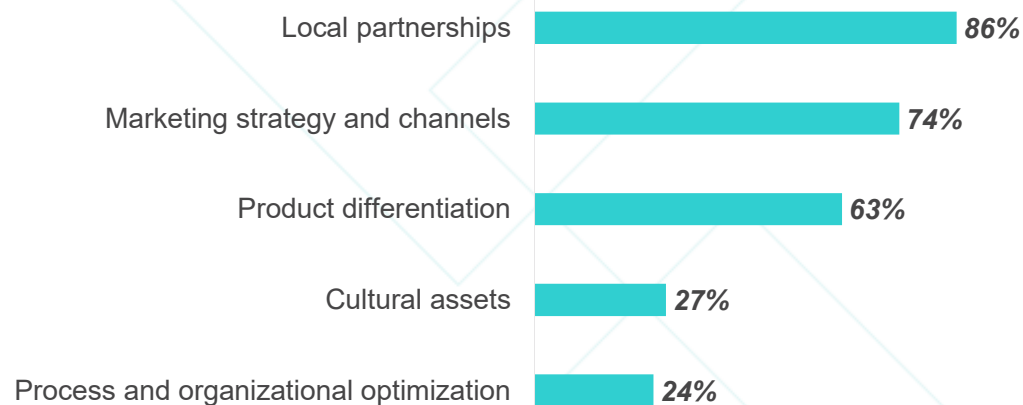 Local partnerships 86%
Marketing strategy and channels 74%
Product differentiation 63%
Cultural assets 27%
Process and organizational optimization 24%